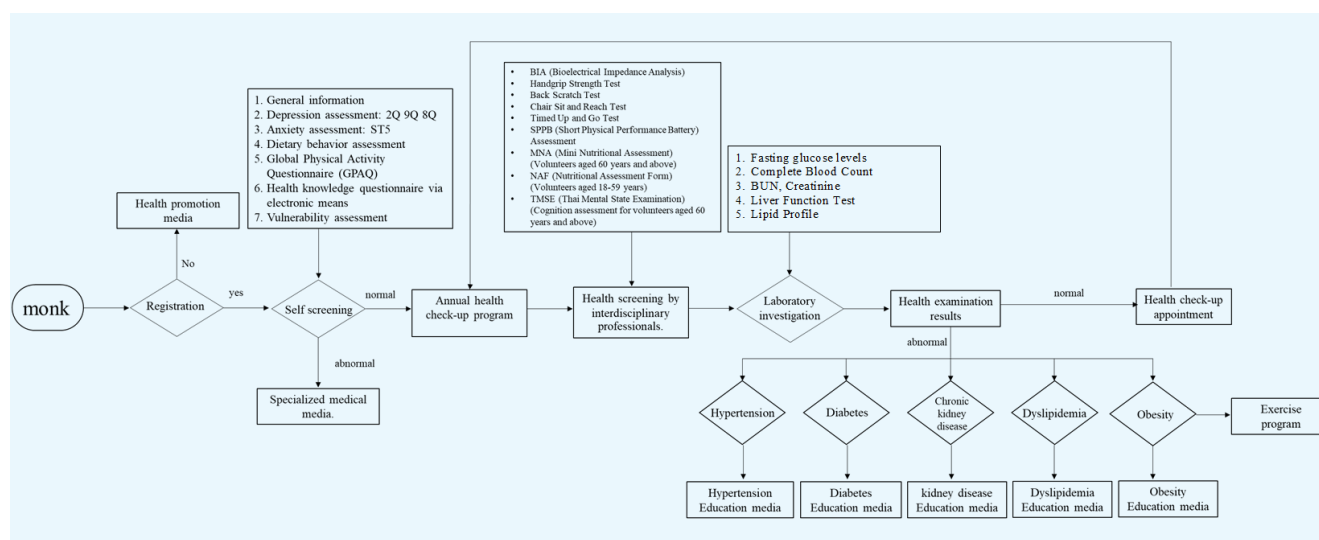 1. General information
2. Depression assessment: 2Q 9Q 8Q
3. Anxiety assessment: ST5
4. Dietary behavior assessment
5. Global Physical Activity
Questionnaire (GPAQ)
6. Health knowledge questionnaire via
electronic means
7. Vulnerability assessment
• BIA (Bioelectrical Impedance Analysis)
• Handgrip Strength Test
• Back Scratch Test
• Chair Sit and Reach Test
• Timed Up and Go Test
• SPPB (Short Physical Performance Battery)
Assessment
• MNA (Mini Nutritional Assessment)
(Volunteers aged 60 years and above)
• NAF (Nutritional Assessment Form)
(Volunteers aged 18-59 years)
• TMSE (Thai Mental State Examination)
(Cognition assessment for volunteers aged 60
years and above)
1. Fasting glucose levels
2. Complete Blood Count
3. BUN, Creatinine
4. Liver Function Test
5. Lipid Profile
Health promotion
media
No
monk
Registration
yes
Self screening
normal
Annual health
check-up program
Health screening by
interdisciplinary
professionals.
Laboratory
investigation
Health examination
results
normal
Health check-up
appointment
abnormal
Specialized medical
media.
abnormal
Hypertension
Diabetes
Chronic
kidney
disease
Dyslipidemia
Obesity
Exercise
program
Hypertension
Education media
Diabetes
Education media
kidney disease
Education media
Dyslipidemia
Education media
Obesity
Education media